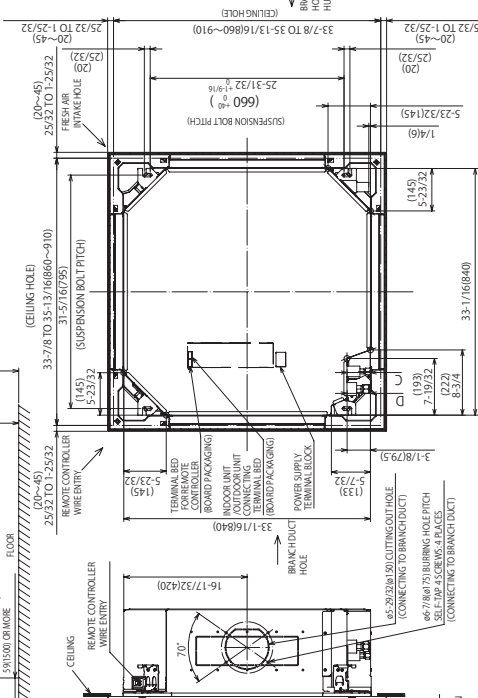 BRA
HO
HU
(CEILING HOLE)
33-7/8 TO 35-13/16(860~910)
25/32 TO 1-25/32
(20~45)
25/32 TO 1-25/32
(20~45)
(25/32)
(20)
(25/32)
(20)
25-31/32 +1-9/16 0
(660 +40 0 )
(SUSPENSION BOLT PITCH)
5-23/32(145)
1/4(6)
(20~45)
25/32 TO 1-25/32
FRESH AIR
INTAKE HOLE
(CEILING HOLE)
33-7/8 TO 35-13/16(860~910)
31-5/16(795)
(SUSPENSION BOLT PITCH)
(145)
5-23/32
33-1/16(840)
(145)
5-23/32
(20~45)
25/32 TO 1-25/32
REMOTE CONTROLLER
WIRE ENTRY
5-23/32
(145)
TERMINAL BED
FOR REMOTE
CONTROLLER
(BOARD PACKAGING)
INDOOR UNIT
/OUTDOOR UNIT
CONNECTING
TERMINAL BED
(BOARD PACKAGING)
POWER SUPPLY
TERMINAL BLOCK
5-7/32
(133)
33-1/16(840)
C
D
(193)
7-19/32
(222)
8-3/4
3-1/8(79.5)
BRANCH DUCT
HOLE
FLOOR
59(1500) OR MORE
CEILING
REMOTE CONTROLLER
WIRE ENTRY
16-17/32(420)
70°
ø5-29/32(ø150) CUTTING OUT HOLE
(CONNECTING TO BRANCH DUCT)
ø6-7/8(ø175) BURRING HOLE PITCH
SELF-TAP 4 SCREWS: 4 PLACES
(CONNECTING TO BRANCH DUCT)